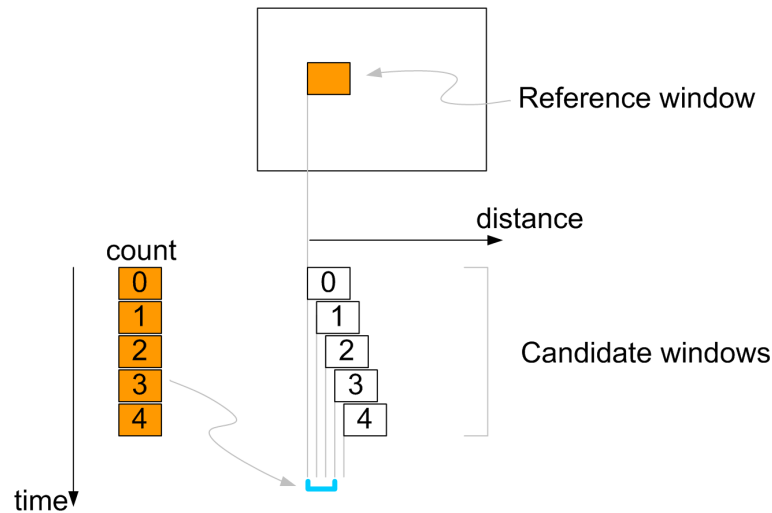 Reference window
distance
count
0 0
1 1
2 2
Candidate windows
3 3
4 4
time